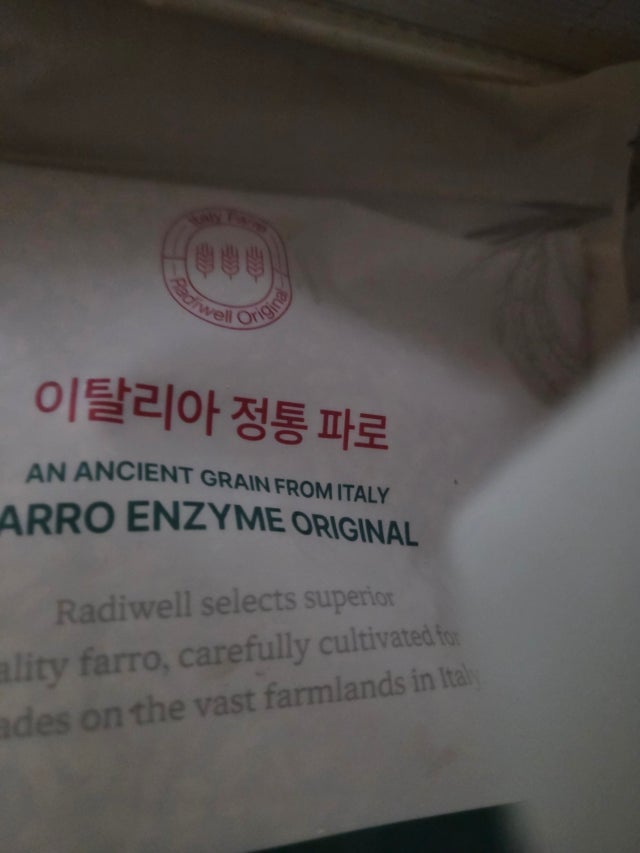 Italy Farro
Radiwell Original
이탈리아 정통 파로
AN ANCIENT GRAIN FROM ITALY
ARRO ENZYME ORIGINAL
Radiwell selects superior
ality farro, carefully cultivated for
ades on the vast farmlands in Italy